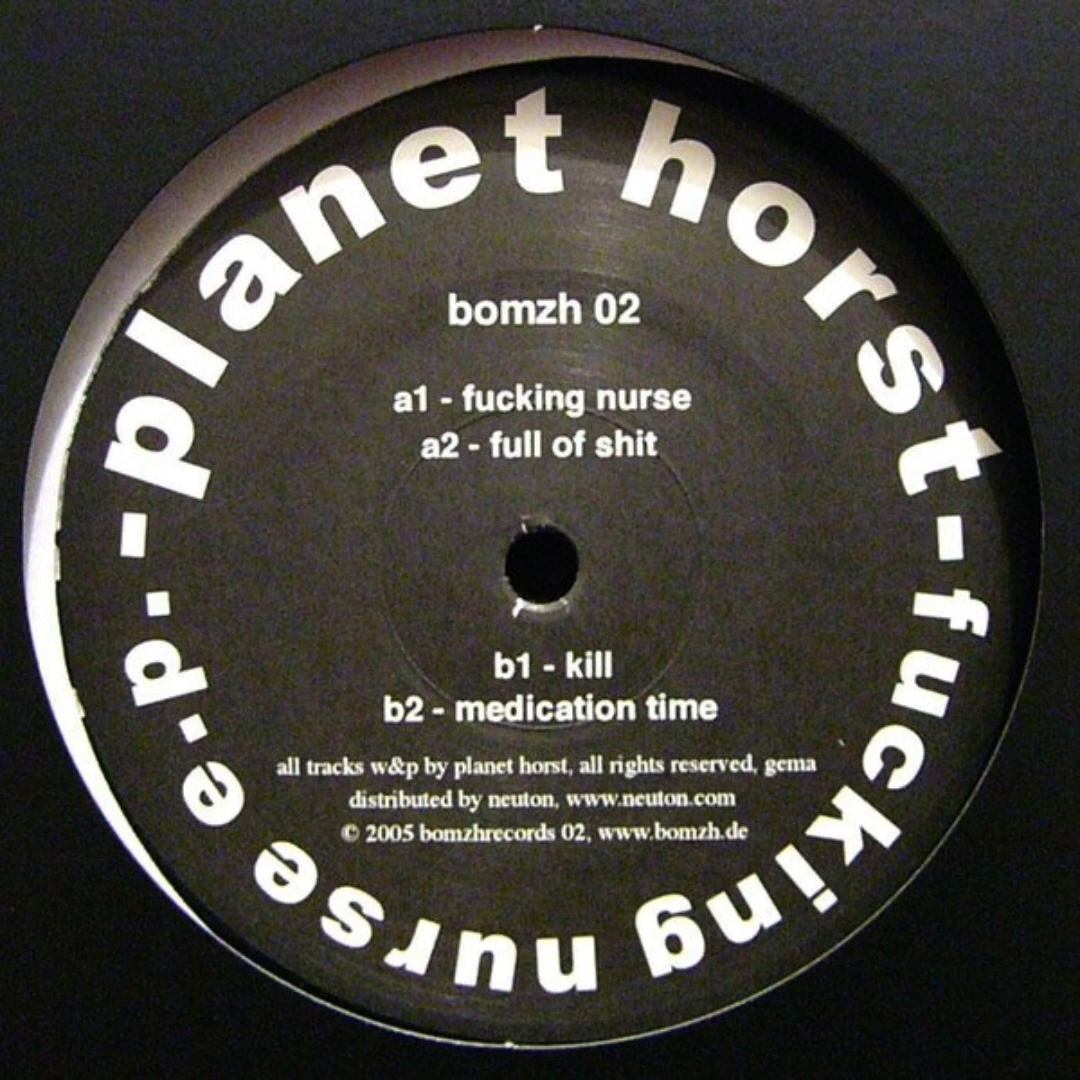 planet horst - fucking nurse e.p. -
bomzh 02
a1 - fucking nurse
a2 - full of shit
b1 - kill
b2 - medication time
all tracks w&p by planet horst, all rights reserved, gema
distributed by neuton, www.neuton.com
© 2005 bomzhrecords 02, www.bomzh.de